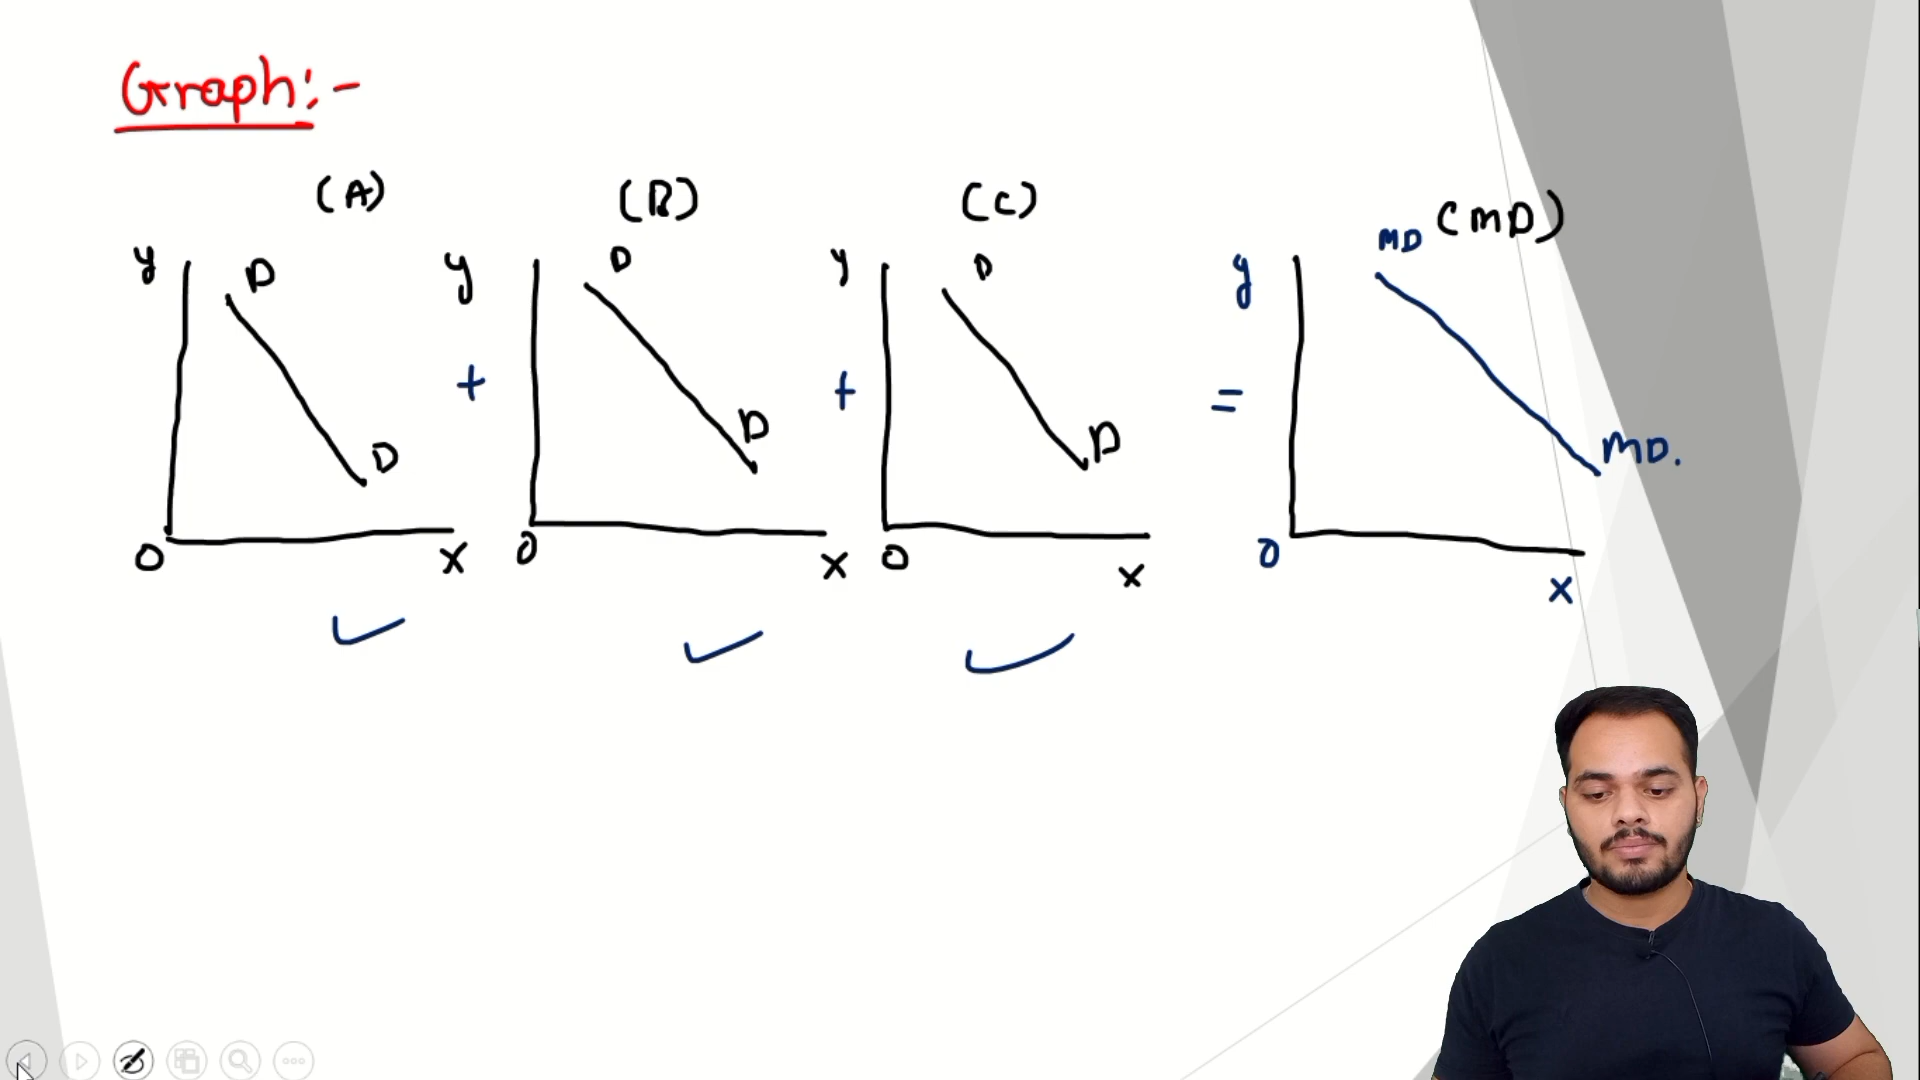 Graph:-
(A) (B) (C) (MD)
y D y D y D y MD
+ + =
D D D MD.
O X O X O X O X